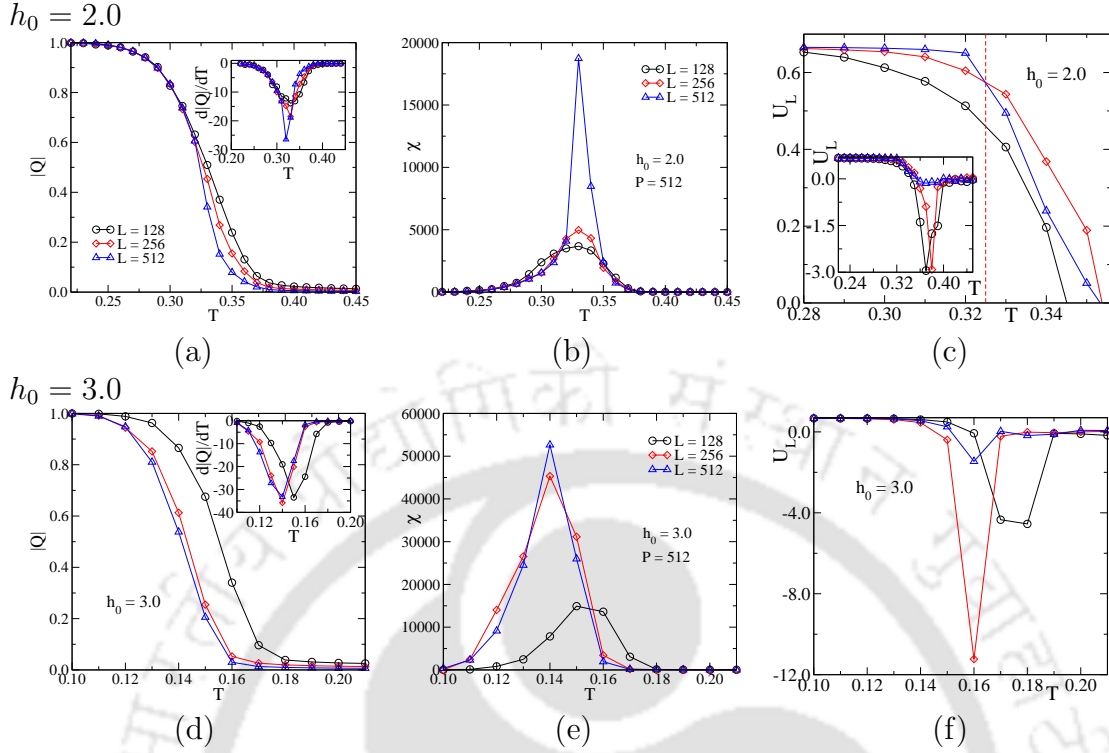 h₀ = 2.0
1.0
0.8
0.6
0.4
0.2
0.0
|Q|
0.25 0.30 0.35 0.40 0.45
T
L = 128
L = 256
L = 512
0
-10
-20
-30
d|Q|/dT
0.20 0.30 0.40
T
(a)
20000
15000
10000
5000
0
χ
0.25 0.30 0.35 0.40 0.45
T
L = 128
L = 256
L = 512
h₀ = 2.0
P = 512
(b)
0.6
0.4
0.2
0.0
U_L
0.28 0.30 0.32 0.34
T
h₀ = 2.0
U_L
0.0
-1.5
-3.0
0.24 0.32 0.40
T
(c)
h₀ = 3.0
1.0
0.8
0.6
0.4
0.2
0.0
|Q|
0.10 0.12 0.14 0.16 0.18 0.20
T
h₀ = 3.0
0
-10
-20
-30
-40
d|Q|/dT
0.12 0.16 0.20
T
L = 128
L = 256
L = 512
(d)
60000
50000
40000
30000
20000
10000
0
χ
0.10 0.12 0.14 0.16 0.18 0.20
T
L = 128
L = 256
L = 512
h₀ = 3.0
P = 512
(e)
0.0
-4.0
-8.0
-12.0
U_L
0.10 0.12 0.14 0.16 0.18 0.20
T
h₀ = 3.0
(f)